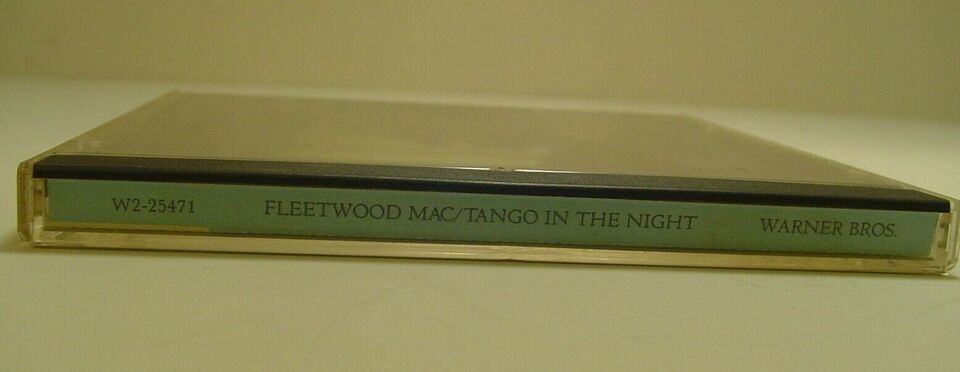 W2-25471 FLEETWOOD MAC/TANGO IN THE NIGHT WARNER BROS.